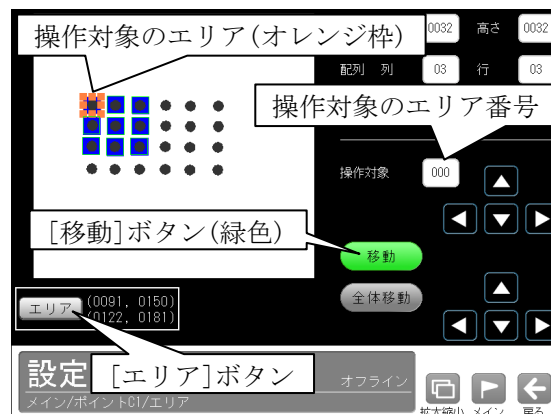 操作対象のエリア(オレンジ枠)
0032 高さ 0032
配列 列 03 行 03
操作対象のエリア番号
操作対象 000
[移動]ボタン(緑色)
移動
全体移動
エリア (0091, 0150)
(0122, 0181)
[エリア]ボタン
設定
オフライン
メイン/ポイントC1/エリア
拡大縮小 メイン 戻る